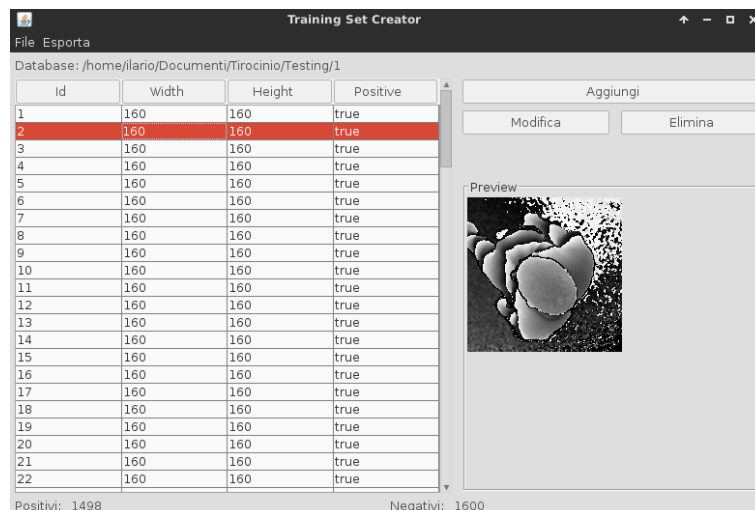 Training Set Creator
File Esporta
Database: /home/ilario/Documenti/Tirocinio/Testing/1
Id Width Height Positive
1 160 160 true
2 160 160 true
3 160 160 true
4 160 160 true
5 160 160 true
6 160 160 true
7 160 160 true
8 160 160 true
9 160 160 true
10 160 160 true
11 160 160 true
12 160 160 true
13 160 160 true
14 160 160 true
15 160 160 true
16 160 160 true
17 160 160 true
18 160 160 true
19 160 160 true
20 160 160 true
21 160 160 true
22 160 160 true
Aggiungi
Modifica Elimina
Preview
Positivi: 1498 Negativi: 1600